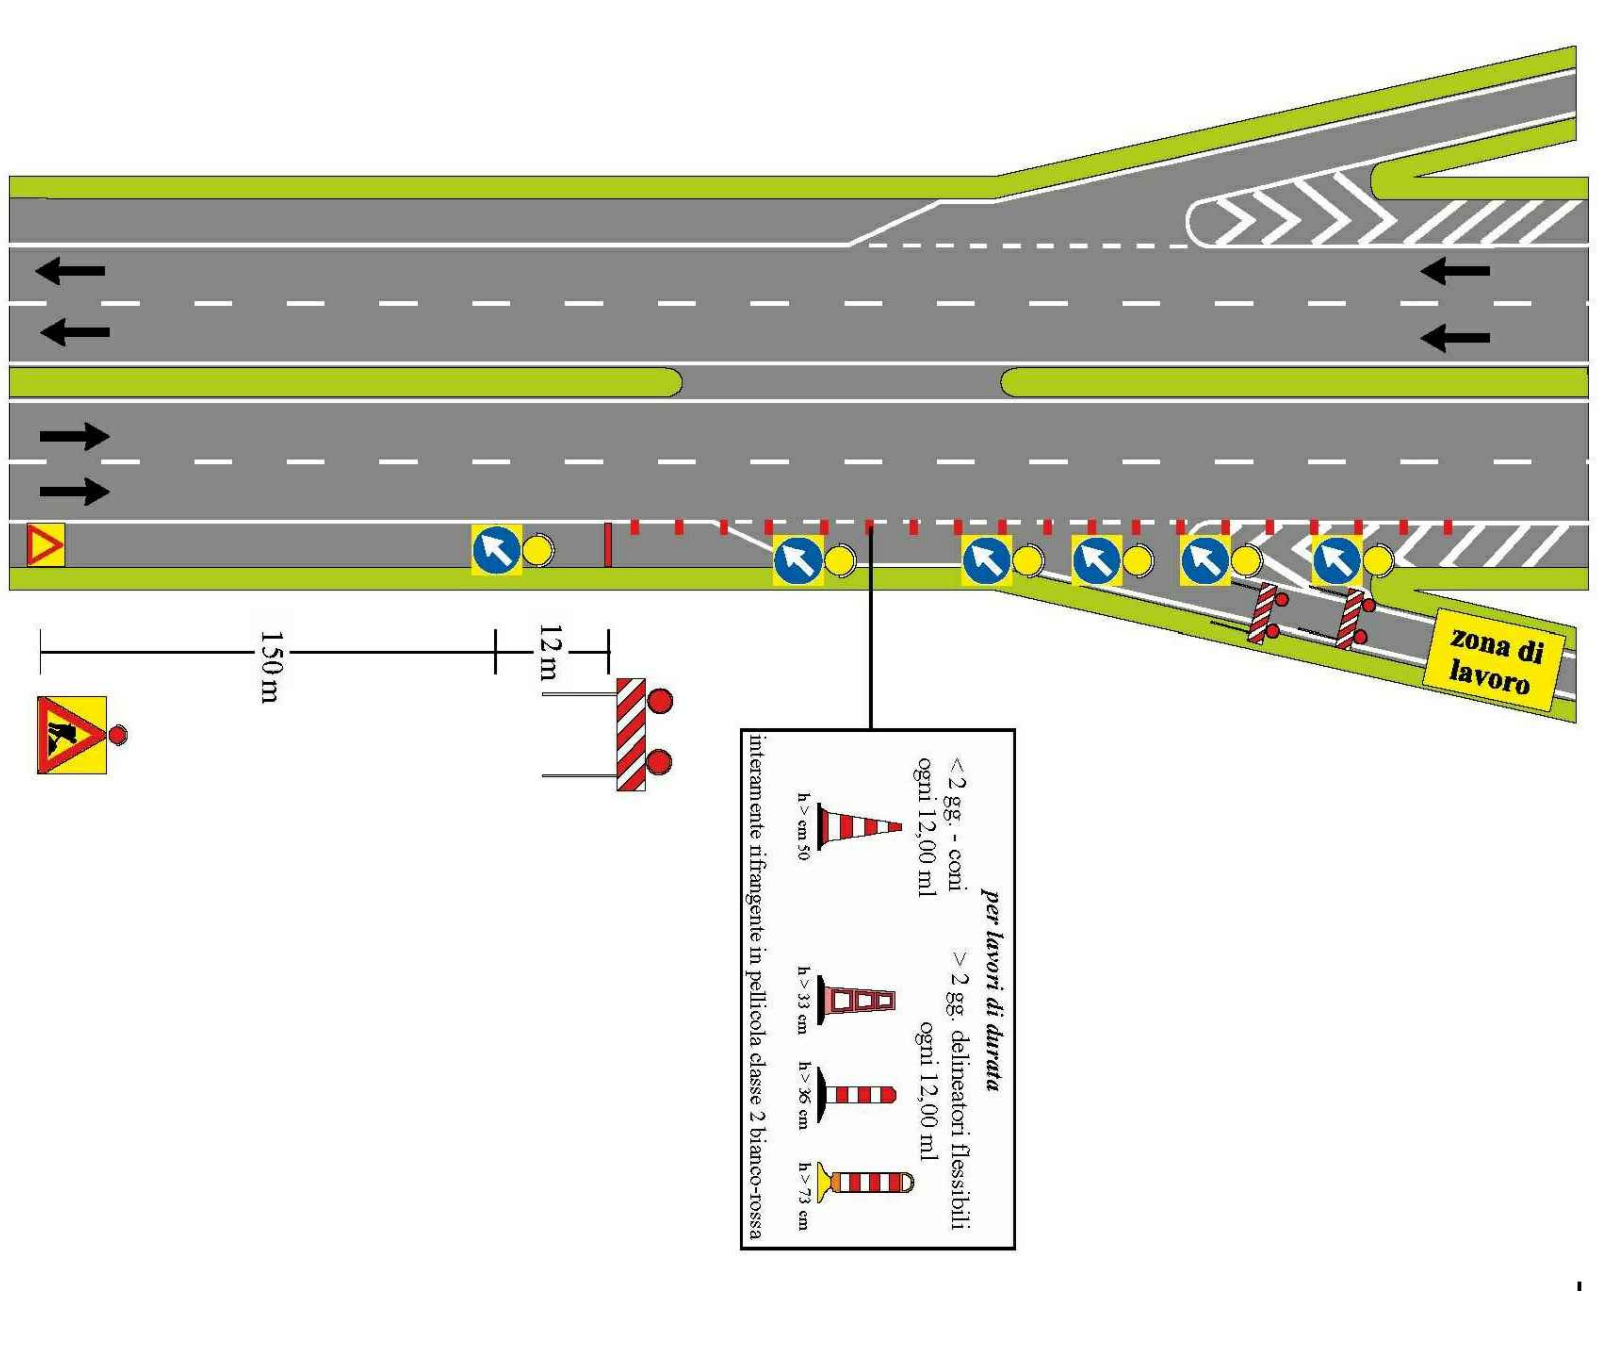 zona di
lavoro
150 m
12 m
per lavori di durata
< 2 gg. - coni
ogni 12,00 ml
> 2 gg. delineatori flessibili
ogni 12,00 ml
h > cm 50
h > 33 cm
h > 36 cm
h > 73 cm
interamente rifrangente in pellicola classe 2 bianco-rossa